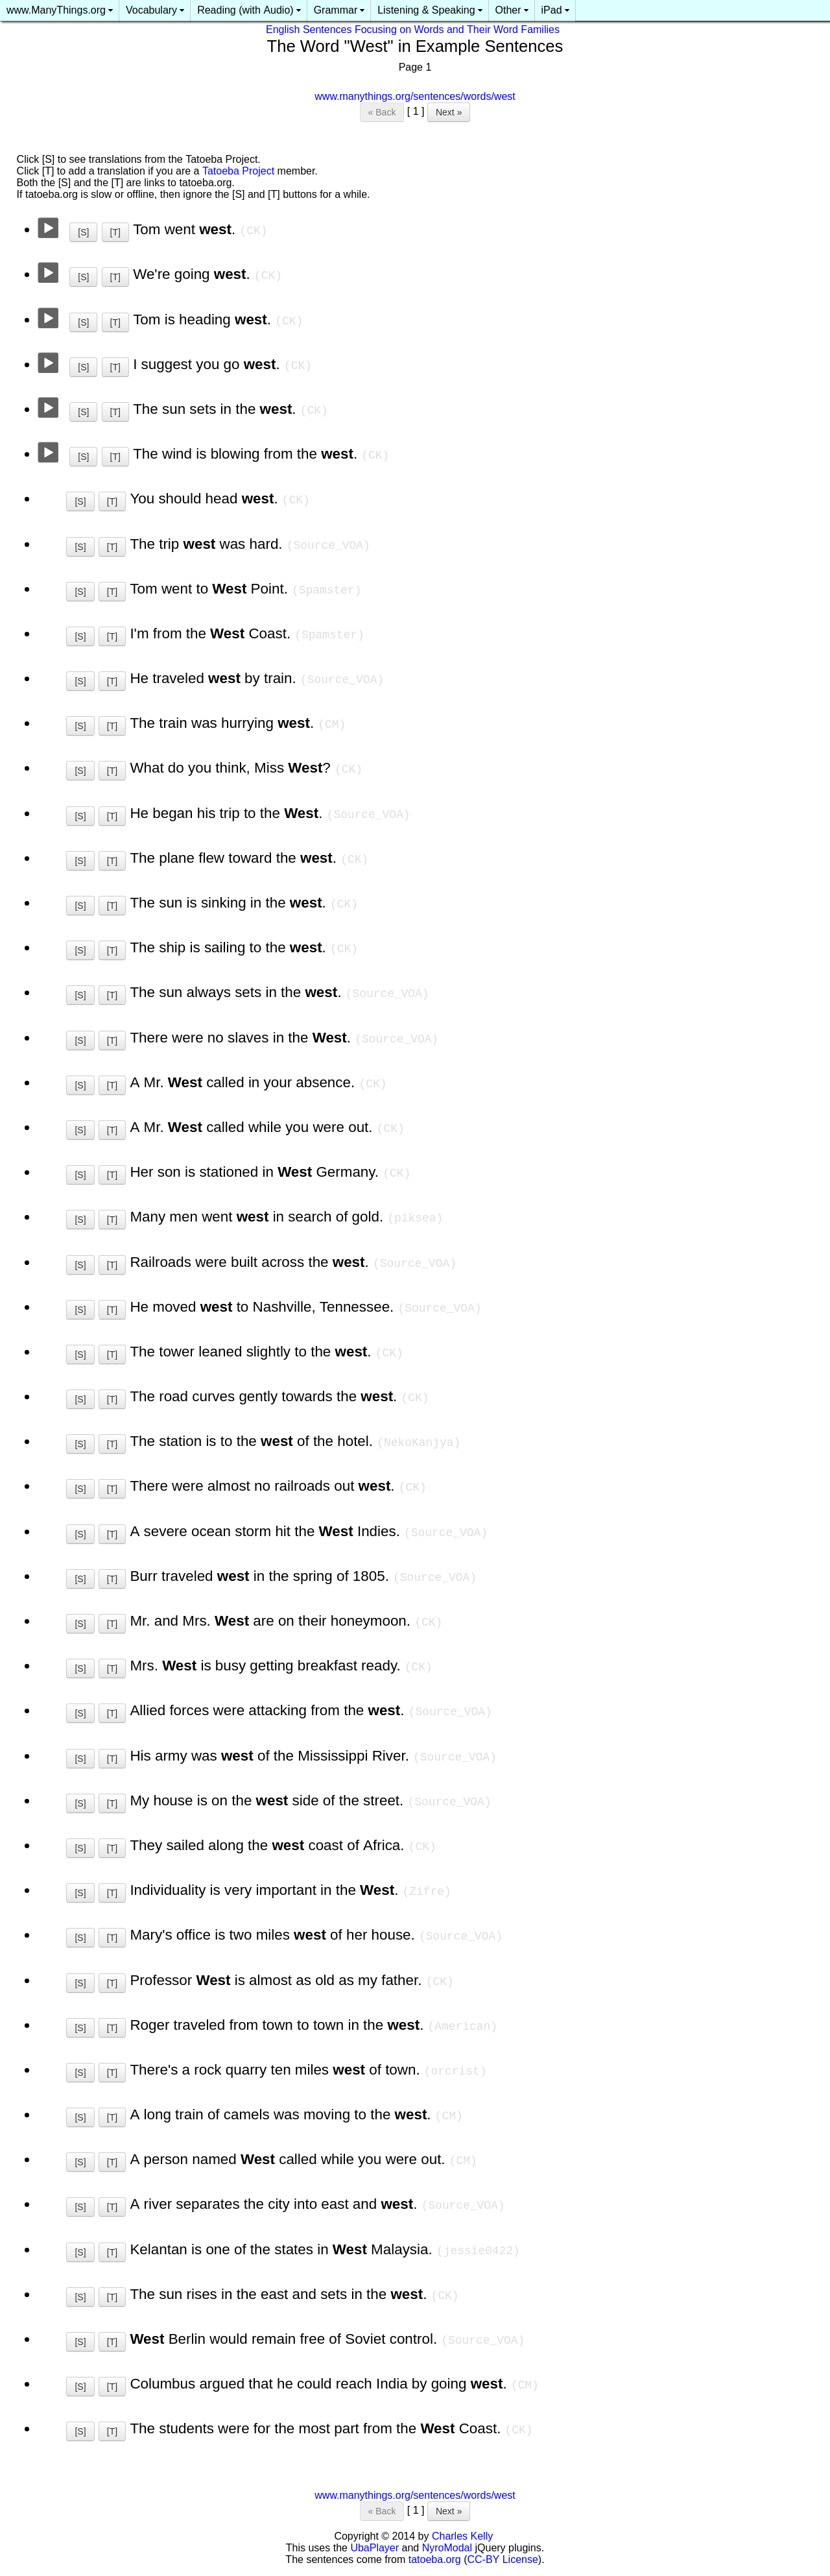 www.ManyThings.org Vocabulary Reading (with Audio) Grammar Listening & Speaking Other iPad
English Sentences Focusing on Words and Their Word Families
The Word "West" in Example Sentences
Page 1
www.manythings.org/sentences/words/west
« Back [ 1 ] Next »
Click [S] to see translations from the Tatoeba Project.
Click [T] to add a translation if you are a Tatoeba Project member.
Both the [S] and the [T] are links to tatoeba.org.
If tatoeba.org is slow or offline, then ignore the [S] and [T] buttons for a while.
[S] [T] Tom went west. (CK)
[S] [T] We're going west. (CK)
[S] [T] Tom is heading west. (CK)
[S] [T] I suggest you go west. (CK)
[S] [T] The sun sets in the west. (CK)
[S] [T] The wind is blowing from the west. (CK)
[S] [T] You should head west. (CK)
[S] [T] The trip west was hard. (Source_VOA)
[S] [T] Tom went to West Point. (Spamster)
[S] [T] I'm from the West Coast. (Spamster)
[S] [T] He traveled west by train. (Source_VOA)
[S] [T] The train was hurrying west. (CM)
[S] [T] What do you think, Miss West? (CK)
[S] [T] He began his trip to the West. (Source_VOA)
[S] [T] The plane flew toward the west. (CK)
[S] [T] The sun is sinking in the west. (CK)
[S] [T] The ship is sailing to the west. (CK)
[S] [T] The sun always sets in the west. (Source_VOA)
[S] [T] There were no slaves in the West. (Source_VOA)
[S] [T] A Mr. West called in your absence. (CK)
[S] [T] A Mr. West called while you were out. (CK)
[S] [T] Her son is stationed in West Germany. (CK)
[S] [T] Many men went west in search of gold. (piksea)
[S] [T] Railroads were built across the west. (Source_VOA)
[S] [T] He moved west to Nashville, Tennessee. (Source_VOA)
[S] [T] The tower leaned slightly to the west. (CK)
[S] [T] The road curves gently towards the west. (CK)
[S] [T] The station is to the west of the hotel. (NekoKanjya)
[S] [T] There were almost no railroads out west. (CK)
[S] [T] A severe ocean storm hit the West Indies. (Source_VOA)
[S] [T] Burr traveled west in the spring of 1805. (Source_VOA)
[S] [T] Mr. and Mrs. West are on their honeymoon. (CK)
[S] [T] Mrs. West is busy getting breakfast ready. (CK)
[S] [T] Allied forces were attacking from the west. (Source_VOA)
[S] [T] His army was west of the Mississippi River. (Source_VOA)
[S] [T] My house is on the west side of the street. (Source_VOA)
[S] [T] They sailed along the west coast of Africa. (CK)
[S] [T] Individuality is very important in the West. (Zifre)
[S] [T] Mary's office is two miles west of her house. (Source_VOA)
[S] [T] Professor West is almost as old as my father. (CK)
[S] [T] Roger traveled from town to town in the west. (American)
[S] [T] There's a rock quarry ten miles west of town. (orcrist)
[S] [T] A long train of camels was moving to the west. (CM)
[S] [T] A person named West called while you were out. (CM)
[S] [T] A river separates the city into east and west. (Source_VOA)
[S] [T] Kelantan is one of the states in West Malaysia. (jessie0422)
[S] [T] The sun rises in the east and sets in the west. (CK)
[S] [T] West Berlin would remain free of Soviet control. (Source_VOA)
[S] [T] Columbus argued that he could reach India by going west. (CM)
[S] [T] The students were for the most part from the West Coast. (CK)
www.manythings.org/sentences/words/west
« Back [ 1 ] Next »
Copyright © 2014 by Charles Kelly
This uses the UbaPlayer and NyroModal jQuery plugins.
The sentences come from tatoeba.org (CC-BY License).